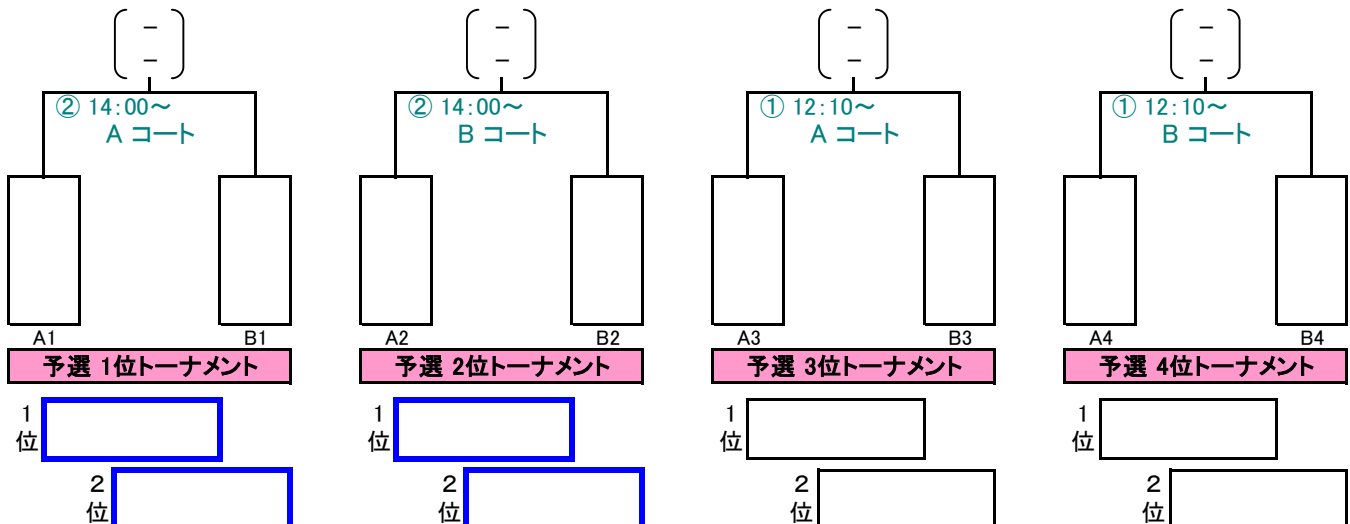 － － － －
－ － － －
② 14:00～ ② 14:00～ ① 12:10～ ① 12:10～
A コート B コート A コート B コート
A1 B1 A2 B2 A3 B3 A4 B4
予選 1位トーナメント 予選 2位トーナメント 予選 3位トーナメント 予選 4位トーナメント
1 1 1 1
位 位 位 位
2 2 2 2
位 位 位 位